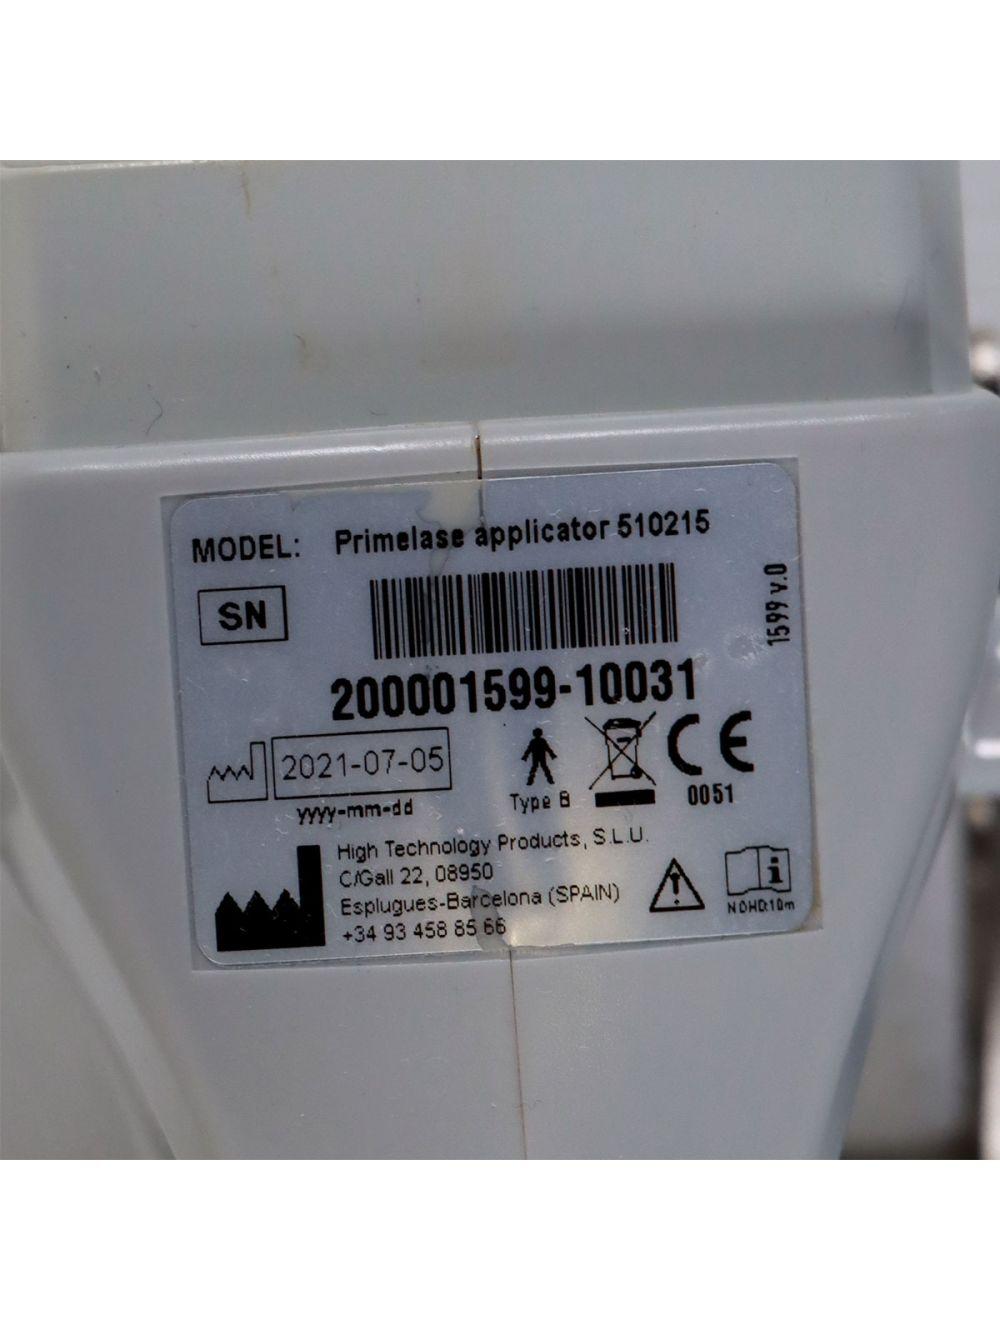 MODEL: Primelase applicator 510215
SN
1599 v.0
200001599-10031
2021-07-05
yyyy-mm-dd
Type B
CE
0051
High Technology Products, S.L.U.
C/Gall 22, 08950
Esplugues-Barcelona (SPAIN)
+34 93 458 85 66
i
NOHD:10m